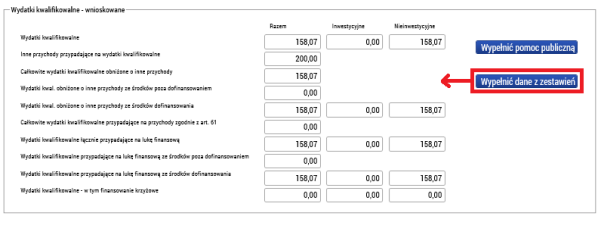 Wydatki kwalifikowalne - wnioskowane
Razem Inwestycyjne Nieinwestycyjne
Wydatki kwalifikowalne 158,07 0,00 158,07
Wypełnić pomoc publiczną
Inne przychody przypadające na wydatki kwalifikowalne 200,00
Całkowite wydatki kwalifikowalne obniżone o inne przychody 158,07
Wypełnić dane z zestawień
Wydatki kwal. obniżone o inne przychody ze środków poza dofinansowaniem 0,00
Wydatki kwal. obniżone o inne przychody ze środków dofinansowania 158,07 0,00 158,07
Całkowite wydatki kwalifikowalne przypadające na przychody zgodnie z art. 61 0,00
Wydatki kwalifikowalne łącznie przypadające na lukę finansową 158,07 0,00 158,07
Wydatki kwalifikowalne przypadające na lukę finansową ze środków poza dofinansowaniem 0,00
Wydatki kwalifikowalne przypadające na lukę finansową ze środków dofinansowania 158,07 0,00 158,07
Wydatki kwalifikowalne - w tym finansowanie krzyżowe 0,00 0,00 0,00